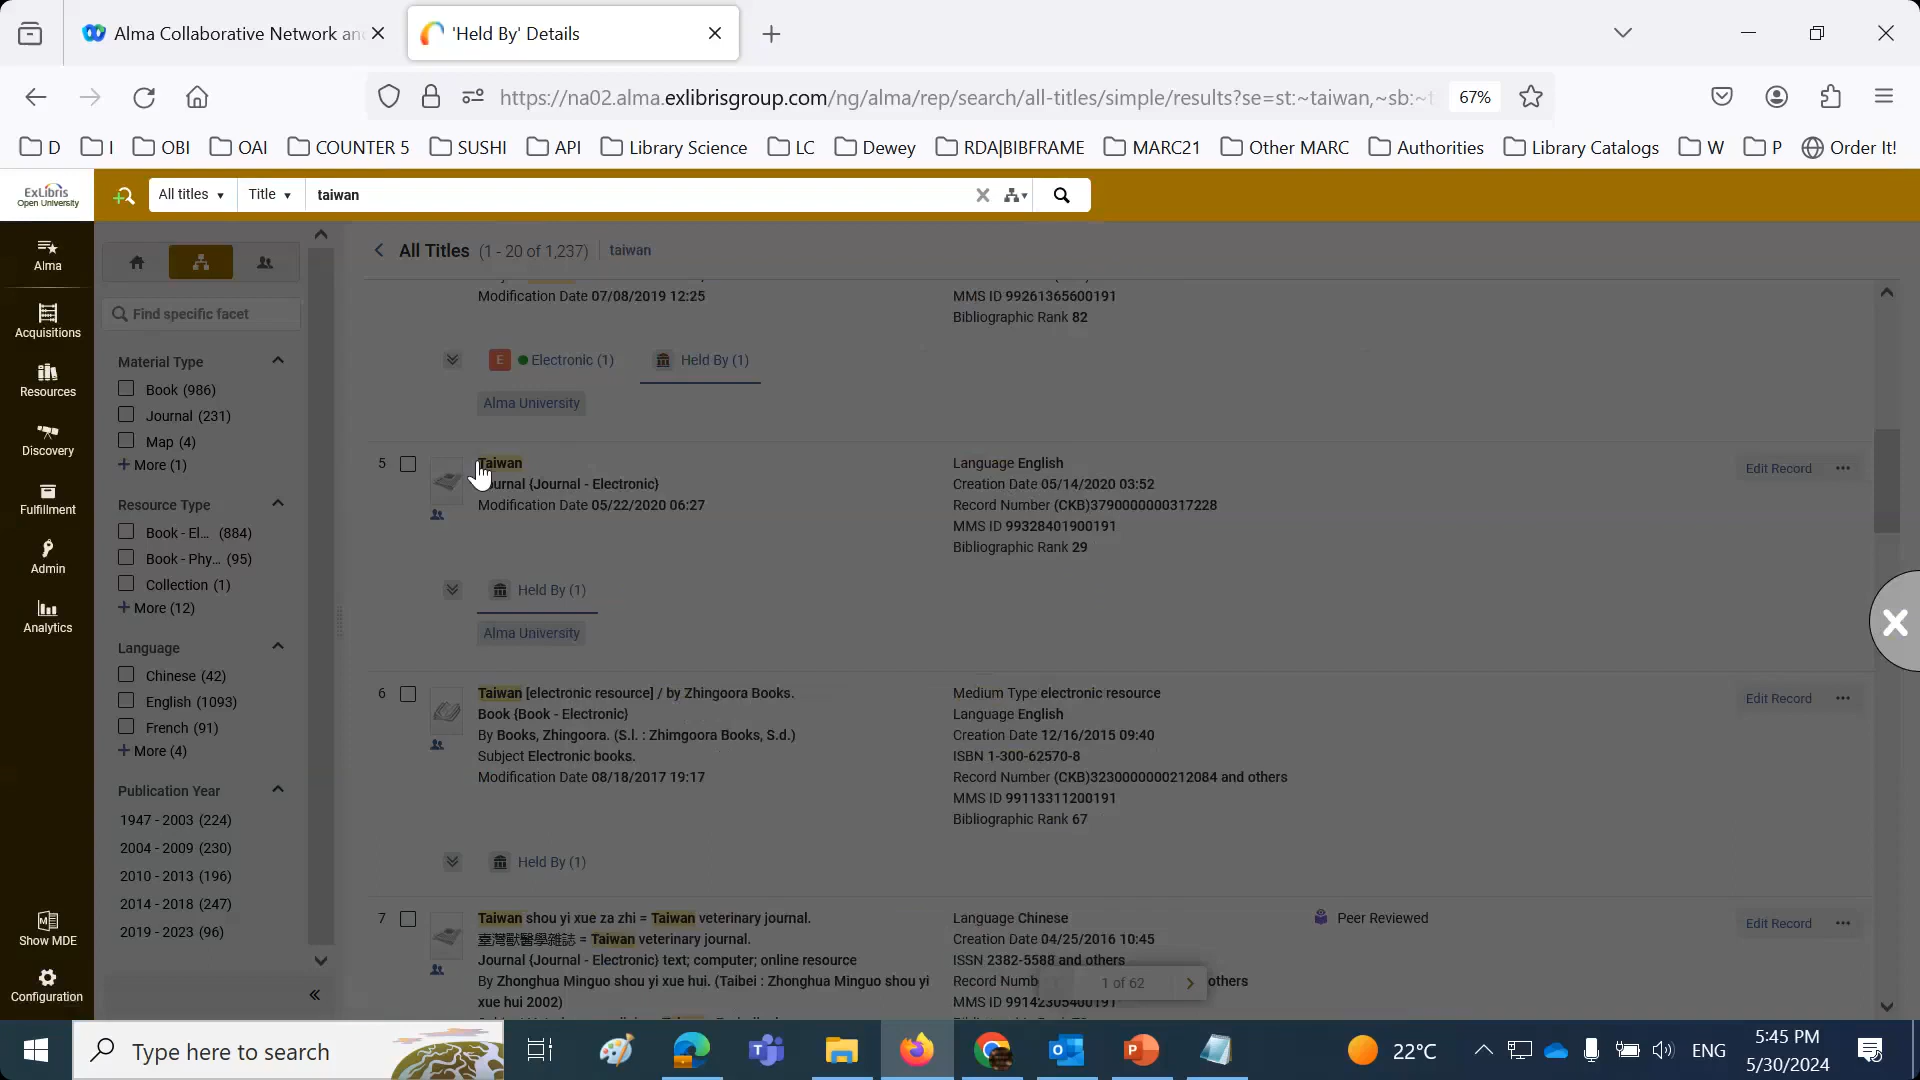 Alma Collaborative Network an
'Held By' Details
https://na02.alma.exlibrisgroup.com/ng/alma/rep/search/all-titles/simple/results?se=st:~taiwan,~sb:~t
67%
D
I
OBI
OAI
COUNTER 5
SUSHI
API
Library Science
LC
Dewey
RDA|BIBFRAME
MARC21
Other MARC
Authorities
Library Catalogs
W
P
Order It!
ExLibris
Open University
All titles
Title
taiwan
Alma
Acquisitions
Resources
Discovery
Fulfillment
Admin
Analytics
Show MDE
Configuration
Find specific facet
Material Type
Book (986)
Journal (231)
Map (4)
+ More (1)
Resource Type
Book - El... (884)
Book - Phy... (95)
Collection (1)
+ More (12)
Language
Chinese (42)
English (1093)
French (91)
+ More (4)
Publication Year
1947 - 2003 (224)
2004 - 2009 (230)
2010 - 2013 (196)
2014 - 2018 (247)
2019 - 2023 (96)
All Titles (1 - 20 of 1,237) taiwan
Modification Date 07/08/2019 12:25
MMS ID 99261365600191
Bibliographic Rank 82
E Electronic (1)
Held By (1)
Alma University
5
Taiwan
Journal {Journal - Electronic}
Modification Date 05/22/2020 06:27
Language English
Creation Date 05/14/2020 03:52
Record Number (CKB)3790000000317228
MMS ID 99328401900191
Bibliographic Rank 29
Edit Record
Held By (1)
Alma University
6
Taiwan [electronic resource] / by Zhingoora Books.
Book {Book - Electronic}
By Books, Zhingoora. (S.l. : Zhimgoora Books, S.d.)
Subject Electronic books.
Modification Date 08/18/2017 19:17
Medium Type electronic resource
Language English
Creation Date 12/16/2015 09:40
ISBN 1-300-62570-8
Record Number (CKB)3230000000212084 and others
MMS ID 99113311200191
Bibliographic Rank 67
Edit Record
Held By (1)
7
Taiwan shou yi xue za zhi = Taiwan veterinary journal.
臺灣獸醫學雜誌 = Taiwan veterinary journal.
Journal {Journal - Electronic} text; computer; online resource
By Zhonghua Minguo shou yi xue hui. (Taibei : Zhonghua Minguo shou yi
xue hui 2002)
Language Chinese
Creation Date 04/25/2016 10:45
ISSN 2382-5588 and others
Record Numb others
MMS ID 99142305400191
Peer Reviewed
Edit Record
1 of 62
Type here to search
22°C
ENG
5:45 PM
5/30/2024